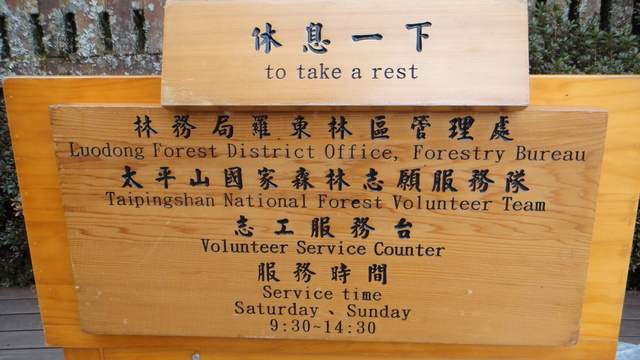 休息一下
to take a rest
林務局羅東林區管理處
Luodong Forest District Office, Forestry Bureau
太平山國家森林志願服務隊
Taipingshan National Forest Volunteer Team
志工服務台
Volunteer Service Counter
服務時間
Service time
Saturday、Sunday
9:30~14:30